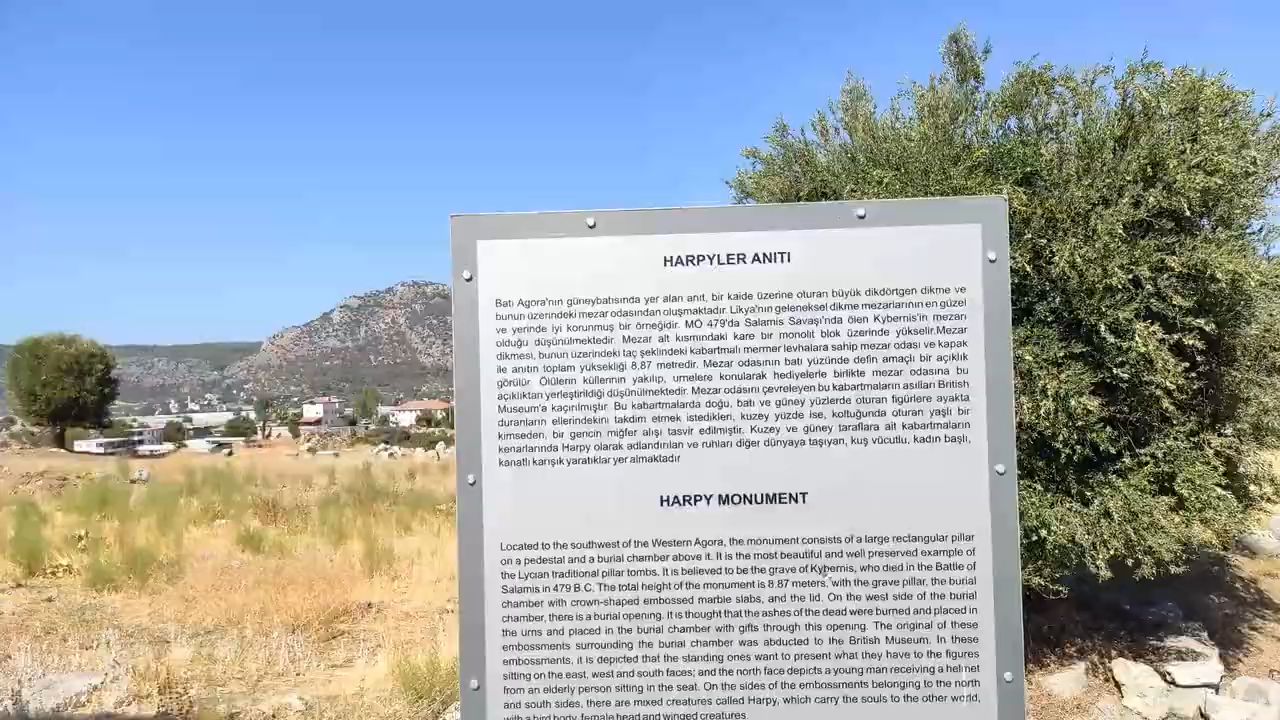 HARPYLER ANITI
Batı Agora'nın güneybatısında yer alan anıt, bir kaide üzerine oturan büyük dikdörtgen dikme ve
bunun üzerindeki mezar odasından oluşmaktadır. Likya'nın geleneksel dikme mezarlarının en güzel
ve yerinde iyi korunmuş bir örneğidir. MÖ 479'da Salamis Savaşı'nda ölen Kybernis'in mezarı
olduğu düşünülmektedir. Mezar alt kısmındaki kare bir monolit blok üzerinde yükselir.Mezar
dikmesi, bunun üzerindeki taç şeklindeki kabartmalı mermer levhalara sahip mezar odası ve kapak
ile anıtın toplam yüksekliği 8,87 metredir. Mezar odasının batı yüzünde defin amaçlı bir açıklık
görülür. Ölülerin küllerinin yakılıp, urnelere konularak hediyelerle birlikte mezar odasına bu
açıklıktan yerleştirildiği düşünülmektedir. Mezar odasını çevreleyen bu kabartmaların asılları British
Museum'a kaçırılmıştır. Bu kabartmalarda doğu, batı ve güney yüzlerde oturan figürlere ayakta
duranların ellerindekini takdim etmek istedikleri, kuzey yüzde ise, koltuğunda oturan yaşlı bir
kimseden, bir gencin miğfer alışı tasvir edilmiştir. Kuzey ve güney taraflara ait kabartmaların
kenarlarında Harpy olarak adlandırılan ve ruhları diğer dünyaya taşıyan, kuş vücutlu, kadın başlı,
kanatlı karışık yaratıklar yer almaktadır
HARPY MONUMENT
Located to the southwest of the Western Agora, the monument consists of a large rectangular pillar
on a pedestal and a burial chamber above it. It is the most beautiful and well preserved example of
the Lycian traditional pillar tombs. It is believed to be the grave of Kybernis, who died in the Battle of
Salamis in 479 B.C. The total height of the monument is 8.87 meters, with the grave pillar, the burial
chamber with crown-shaped embossed marble slabs, and the lid. On the west side of the burial
chamber, there is a burial opening. It is thought that the ashes of the dead were burned and placed in
the urns and placed in the burial chamber with gifts through this opening. The original of these
embossments surrounding the burial chamber was abducted to the British Museum. In these
embossments, it is depicted that the standing ones want to present what they have to the figures
sitting on the east, west and south faces; and the north face depicts a young man receiving a helmet
from an elderly person sitting in the seat. On the sides of the embossments belonging to the north
and south sides, there are mixed creatures called Harpy, which carry the souls to the other world,
with a bird body, female head and winged creatures.